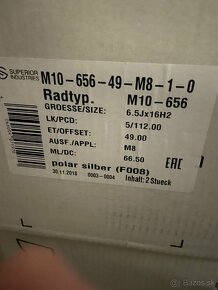 SUPERIOR
INDUSTRIES
M10-656-49-M8-1-0
Radtyp. M10-656
GROESSE/SIZE: 6.5Jx16H2
LK/PCD: 5/112.00
ET/OFFSET: 49.00
AUSF./APPL: M8
ML/DC: 66.50
polar silber (F008)
EAC
30.11.2018 0003-0004 Inhalt: 2 Stueck
bazos.sk